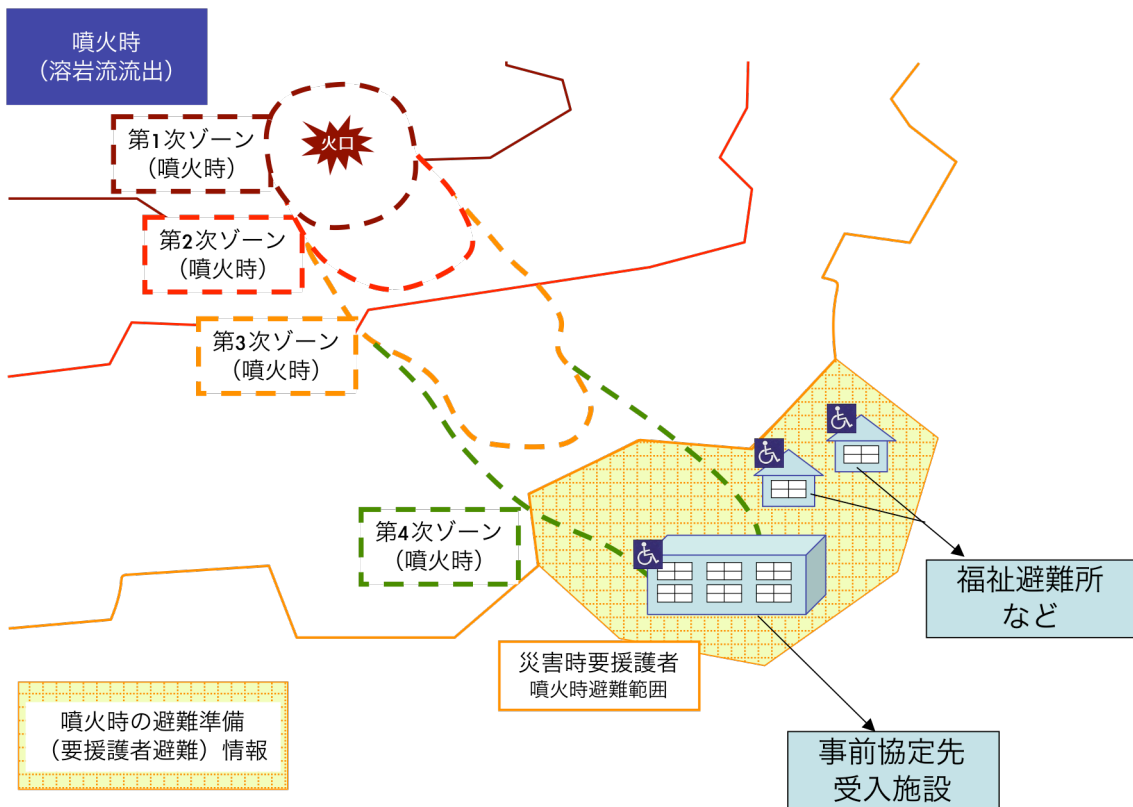 噴火時
（溶岩流流出）
火口
第1次ゾーン
（噴火時）
第2次ゾーン
（噴火時）
第3次ゾーン
（噴火時）
第4次ゾーン
（噴火時）
福祉避難所
など
災害時要援護者
噴火時避難範囲
噴火時の避難準備
（要援護者避難）情報
事前協定先
受入施設